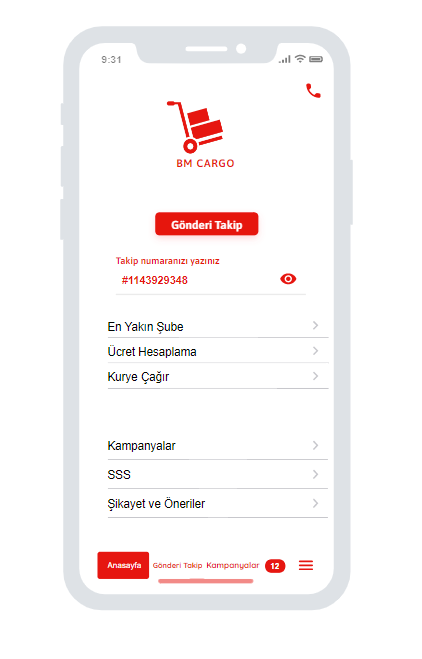 9:31
BM CARGO
Gönderi Takip
Takip numaranızı yazınız
#1143929348
En Yakın Şube
Ücret Hesaplama
Kurye Çağır
Kampanyalar
SSS
Şikayet ve Öneriler
Anasayfa Gönderi Takip Kampanyalar 12